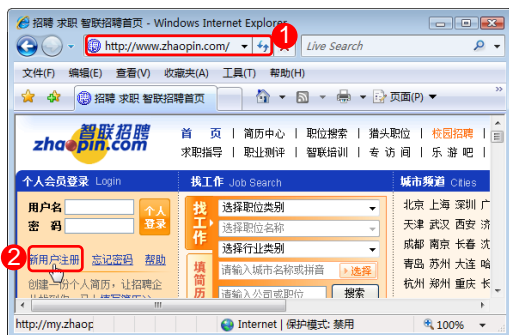 招聘 求职 智联招聘首页 - Windows Internet Explorer
http://www.zhaopin.com/
1
Live Search
文件(F) 编辑(E) 查看(V) 收藏夹(A) 工具(T) 帮助(H)
招聘 求职 智联招聘首页
页面(P)
智联招聘
zhaopin.com
首 页 | 简历中心 | 职位搜索 | 猎头职位 | 校园招聘 |
求职指导 | 职业测评 | 智联培训 | 专 访 间 | 乐 游 吧 |
个人会员登录 Login
找工作 Job Search
城市频道 Cities
用户名
密 码
个人登录
2
新用户注册 忘记密码 帮助
创建一份个人简历，让招聘企
找工作
选择职位类别
选择职位名称
选择行业类别
填简历
请输入城市名称或拼音
选择
请输入公司或职位
搜索
北京 上海 深圳 广
天津 武汉 西安 济
成都 南京 长春 沈
青岛 苏州 大连 哈
杭州 郑州 重庆 长
http://my.zhaop
Internet | 保护模式: 禁用
100%